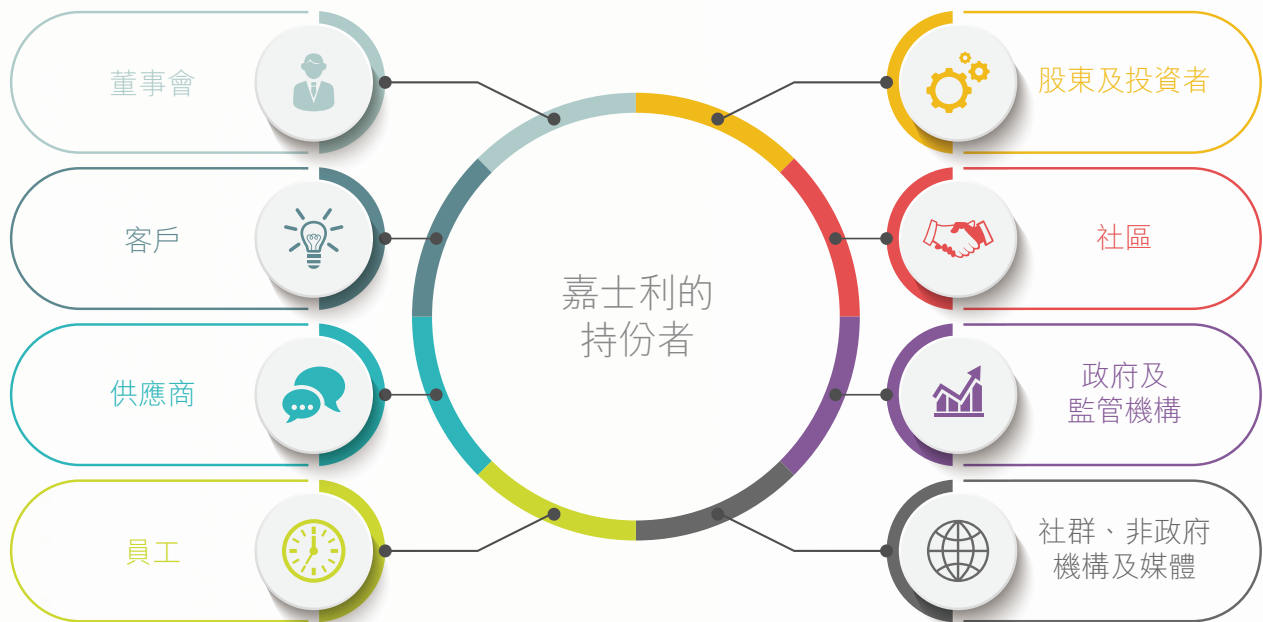 董事會
客戶
供應商
員工
嘉士利的
持份者
股東及投資者
社區
政府及
監管機構
社群、非政府
機構及媒體